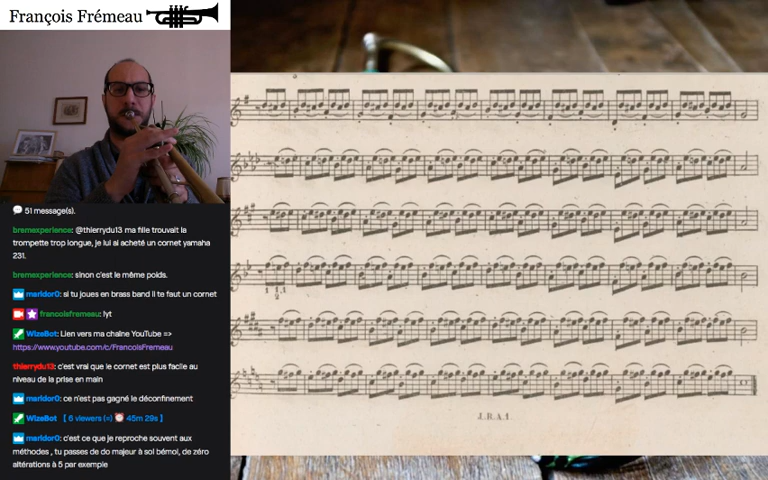 François Frémeau
51 message(s).
bremexperience: @thierrydu13 ma fille trouvait la
trompette trop longue, je lui ai acheté un cornet yamaha
231.
bremexperience: sinon c'est le même poids.
maridor0: si tu joues en brass band il te faut un cornet
francoisfremeau: !yt
WizeBot: Lien vers ma chaîne YouTube =>
https://www.youtube.com/c/FrancoisFremeau
thierrydu13: c'est vrai que le cornet est plus facile au
niveau de la prise en main
maridor0: ce n'est pas gagné le déconfinement
WizeBot [ 6 viewers (=) ⏰ 45m 29s ]
maridor0: c'est ce que je reproche souvent aux
méthodes , tu passes de do majeur à sol bémol, de zéro
altérations à 5 par exemple
J.R.A.1